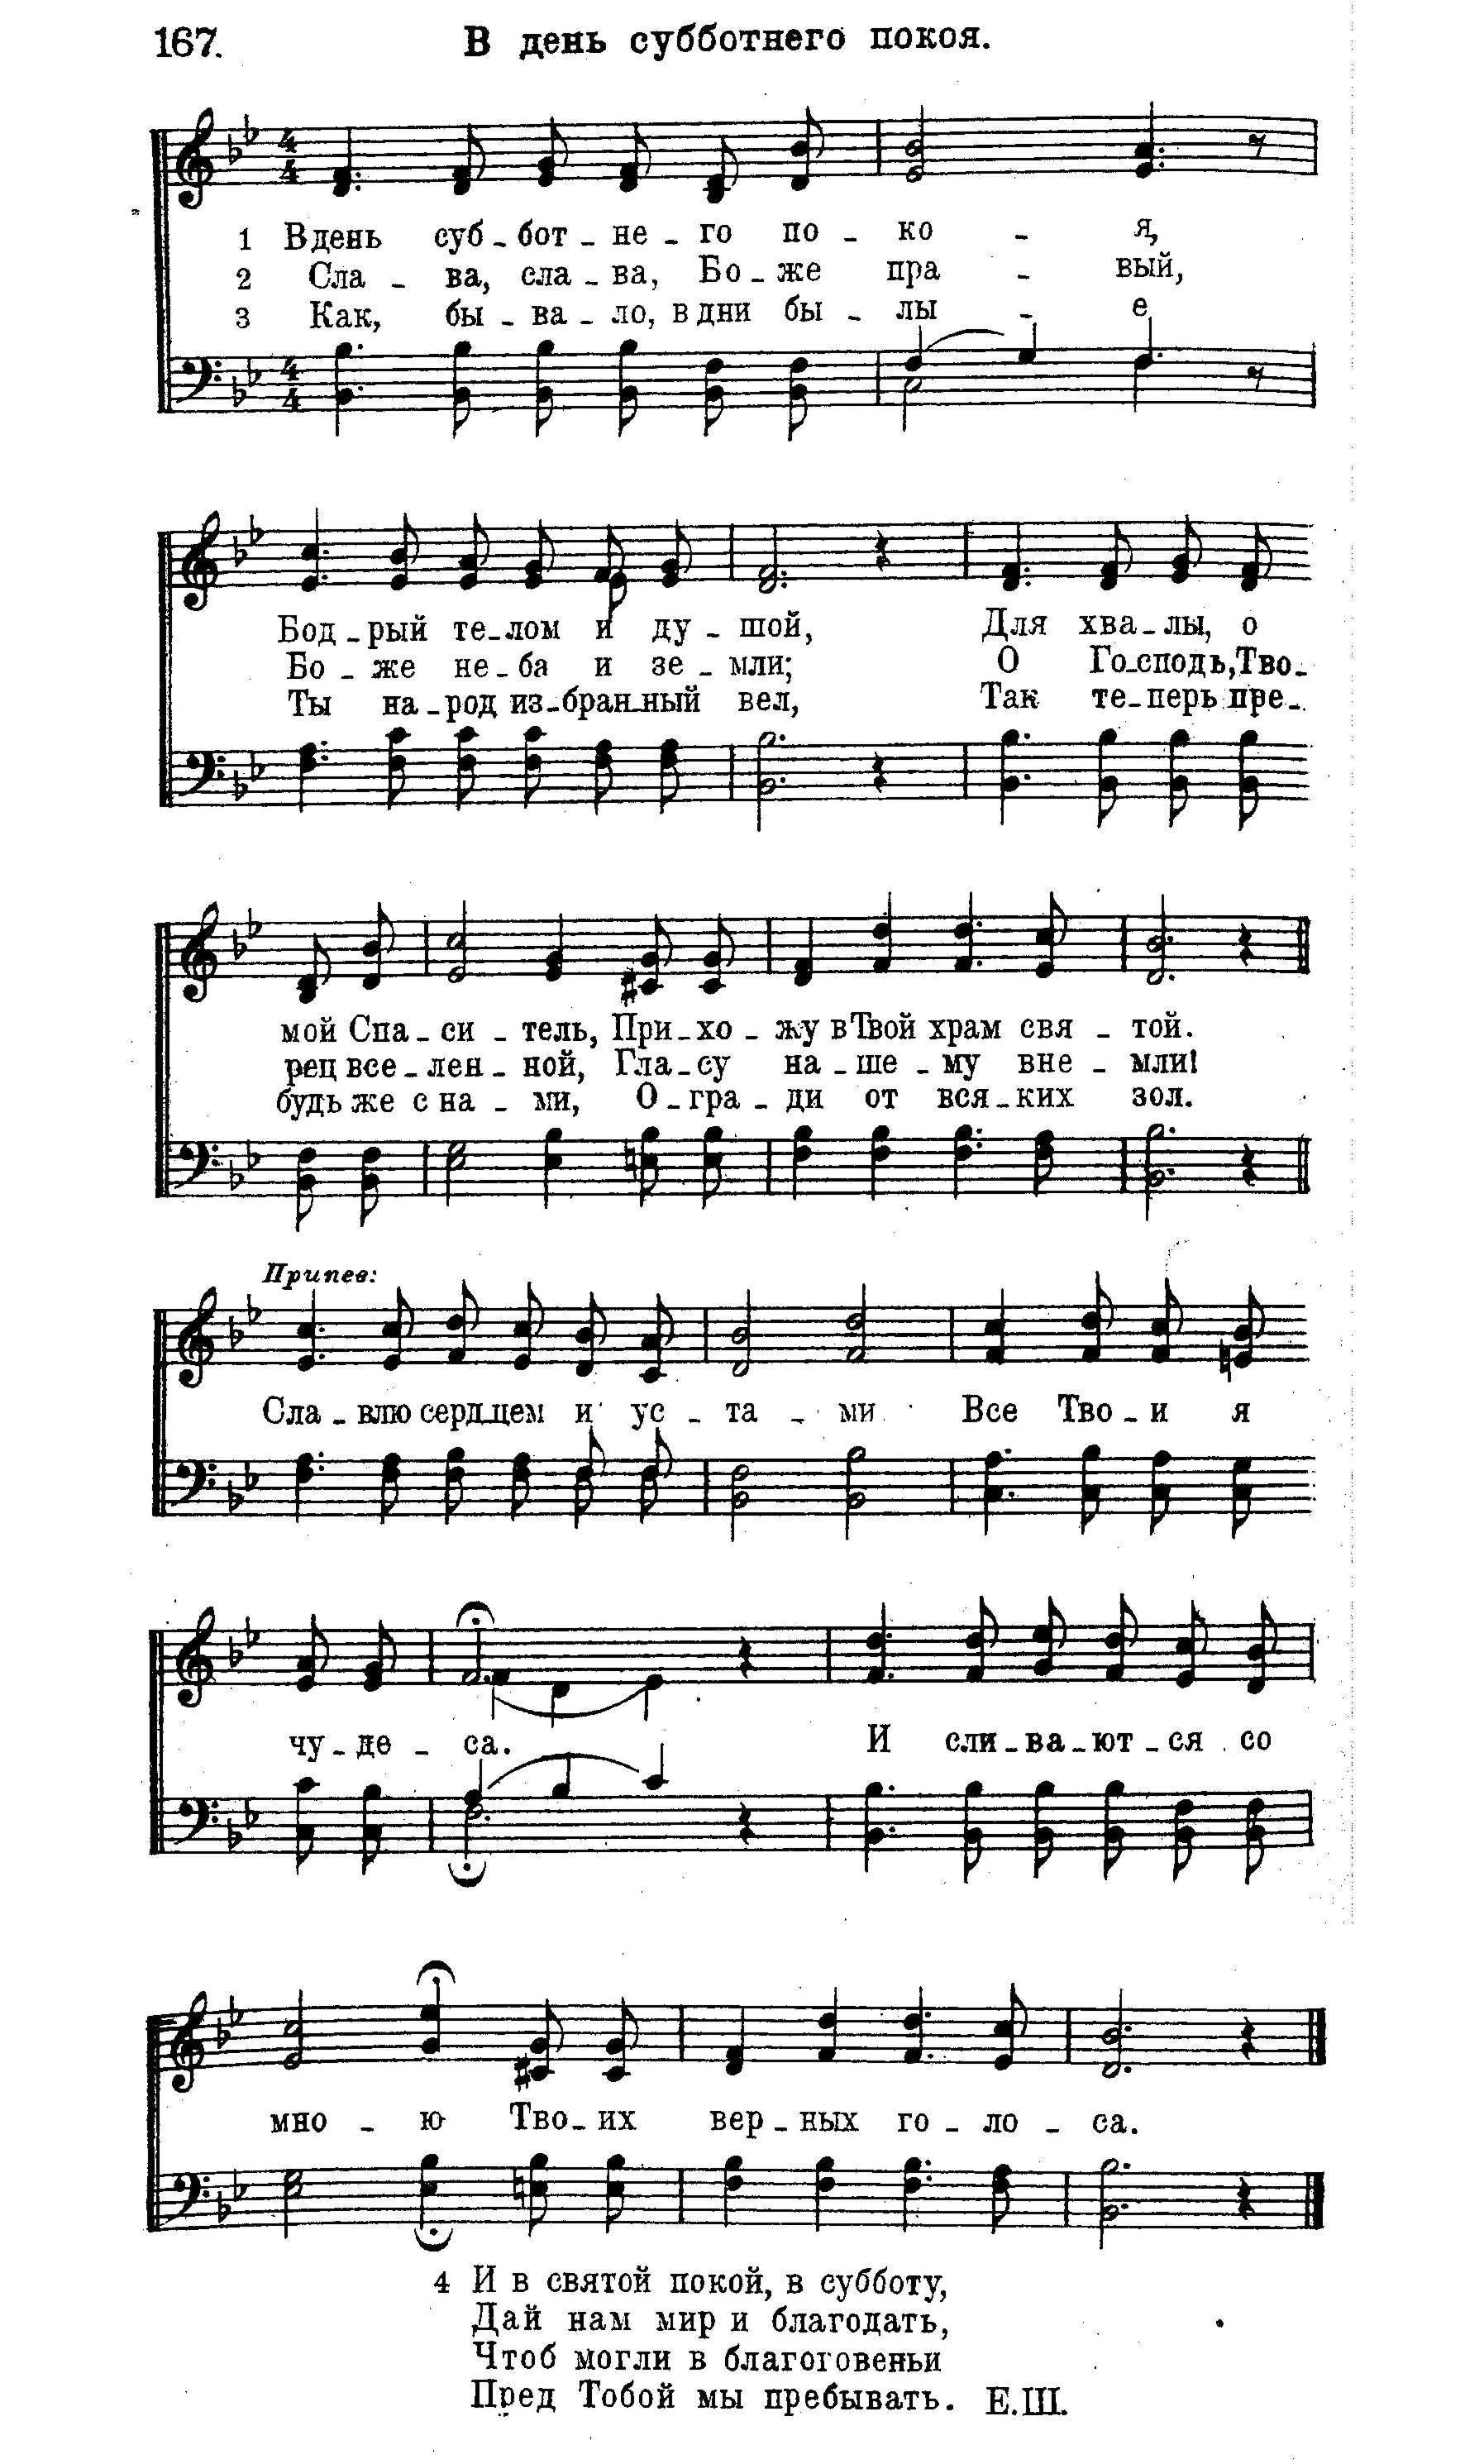 167. В день субботнего покоя.
4 4
1 В день суб - бот - не - го по - ко - я,
2 Сла - ва, сла - ва, Бо - же пра - вый,
3 Как, бы - ва - ло, в дни бы - лы - е
4 4
Бод - рый те - лом и ду - шой, Для хва - лы, о
Бо - же не - ба и зе - мли; О Го - сподь, Тво -
Ты на - род из - бран - ный вел, Так те - перь пре -
мой Спа - си - тель, При - хо - жу в Твой храм свя - той.
рец все - лен - ной, Гла - су на - ше - му вне - мли!
будь же с на - ми, О - гра - ди от вся - ких зол.
Припев:
Сла - влю серд - цем и ус - та - ми Все Тво - и я
чу - де - са. И сли - ва - ют - ся со
мно - ю Тво - их вер - ных го - ло - са.
4 И в святой покой, в субботу,
Дай нам мир и благодать,
Чтоб могли в благоговеньи
Пред Тобой мы пребывать. Е.Ш.